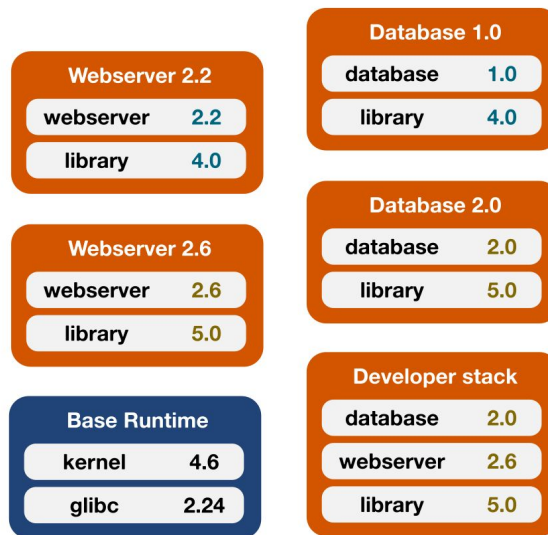 Webserver 2.2
webserver 2.2
library 4.0
Webserver 2.6
webserver 2.6
library 5.0
Base Runtime
kernel 4.6
glibc 2.24
Database 1.0
database 1.0
library 4.0
Database 2.0
database 2.0
library 5.0
Developer stack
database 2.0
webserver 2.6
library 5.0